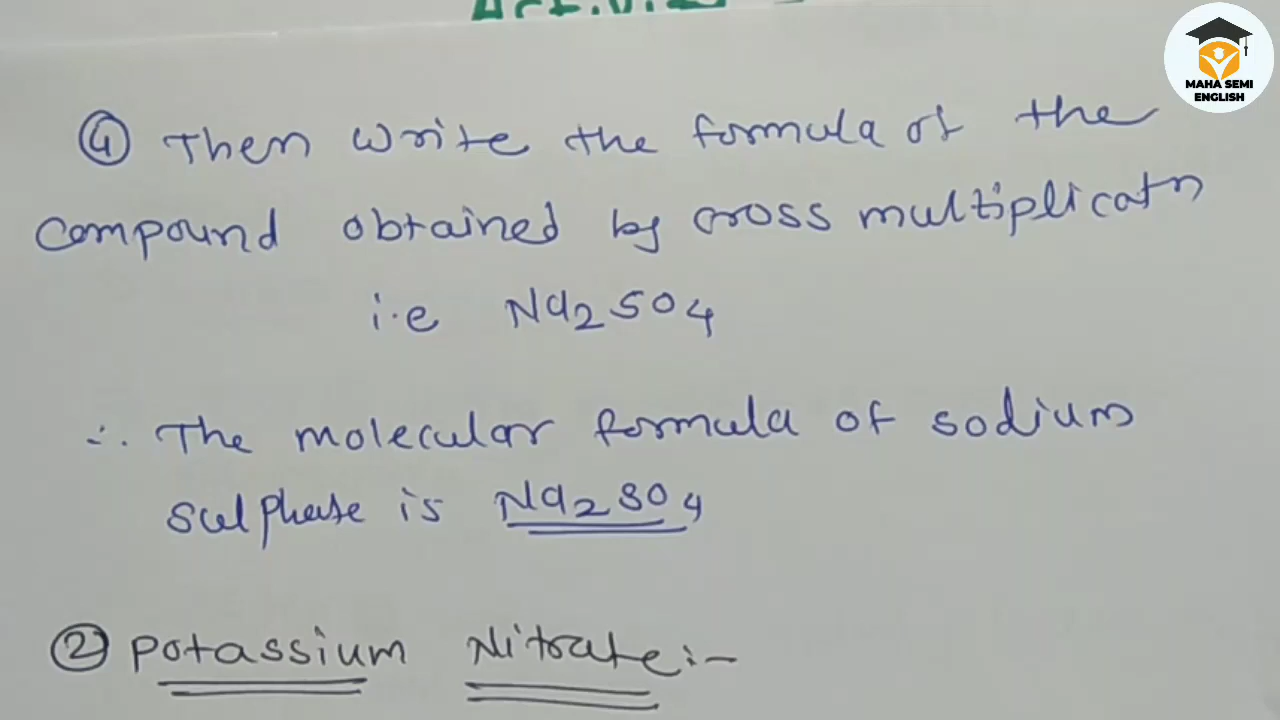 MAHA SEMI
ENGLISH
④ Then write the formula of the
compound obtained by cross multiplicatn
i.e Na2SO4
∴ The molecular formula of sodium
sulphate is Na2SO4
② Potassium Nitrate:-